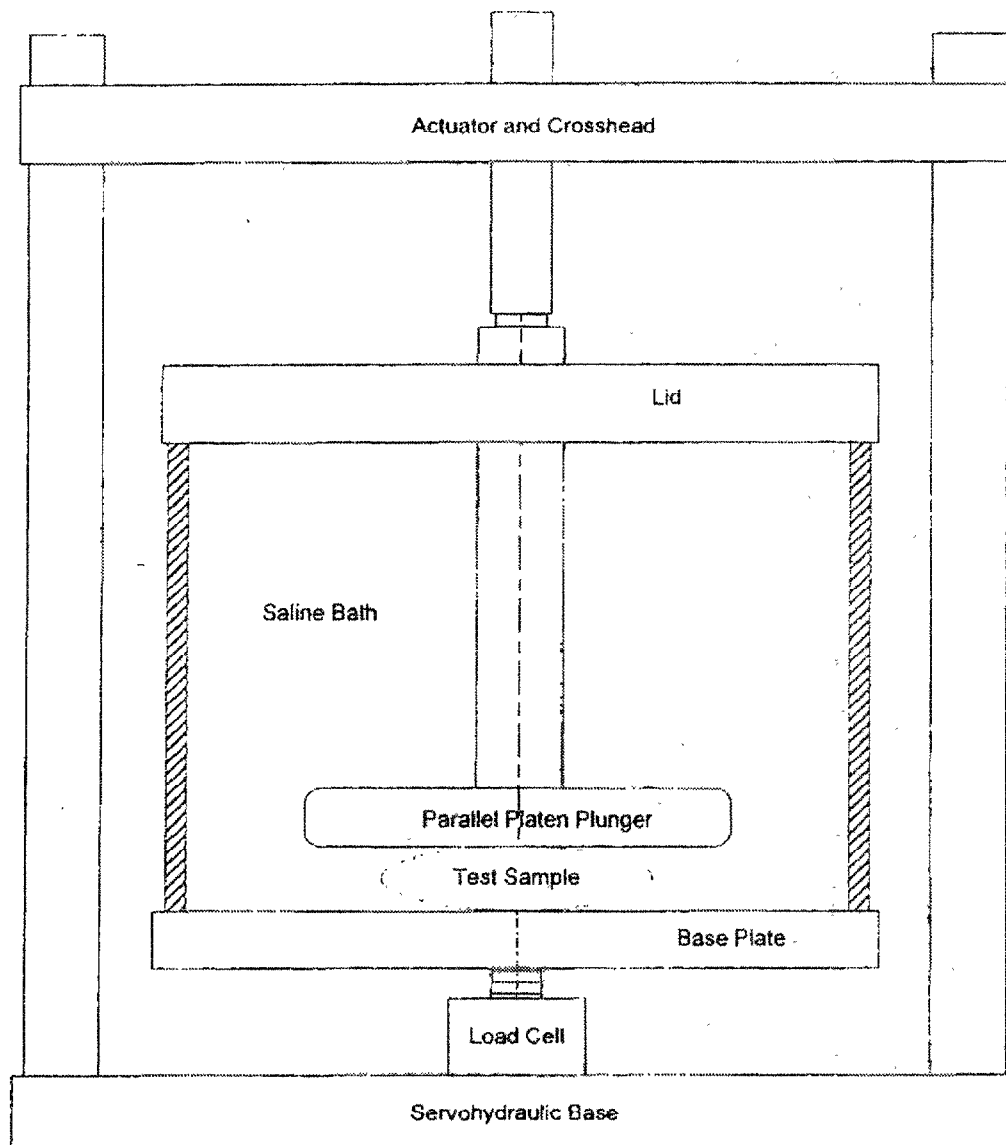 Actuator and Crosshead
Lid
Saline Bath
Parallel Platen Plunger
Test Sample
Base Plate
Load Cell
Servohydraulic Base